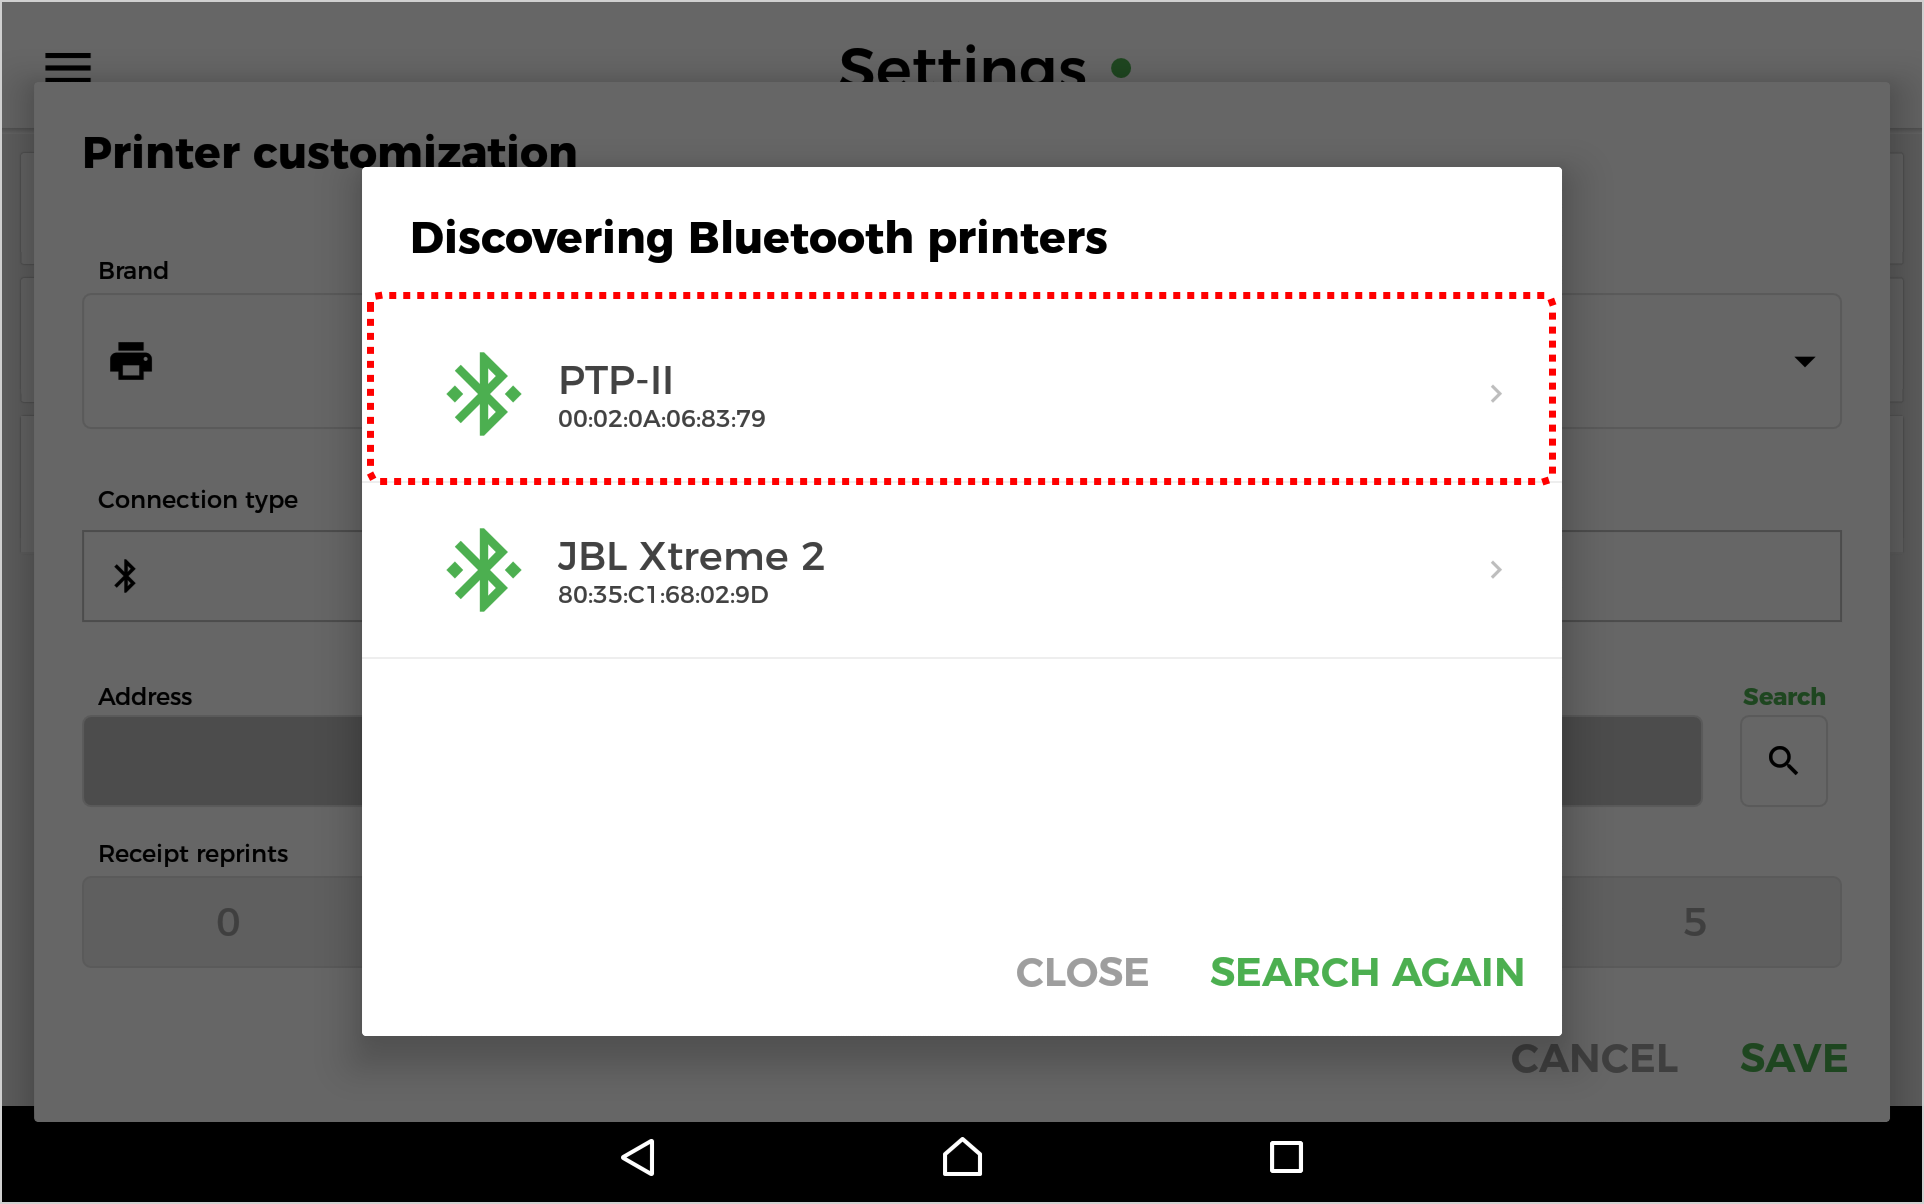 Settings
Printer customization
Discovering Bluetooth printers
Brand
PTP-II
00:02:0A:06:83:79
Connection type
JBL Xtreme 2
80:35:C1:68:02:9D
Address
Search
Receipt reprints
0
5
CLOSE
SEARCH AGAIN
CANCEL
SAVE